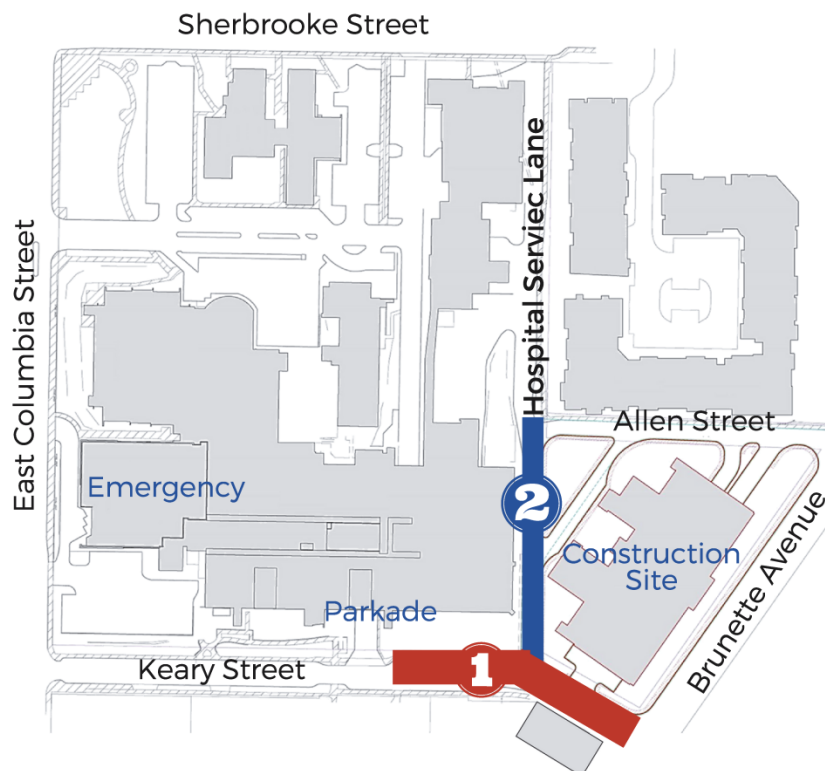 Sherbrooke Street
Hospital Serviec Lane
East Columbia Street
Allen Street
Emergency
2
Construction
Site
Brunette Avenue
Parkade
Keary Street
1